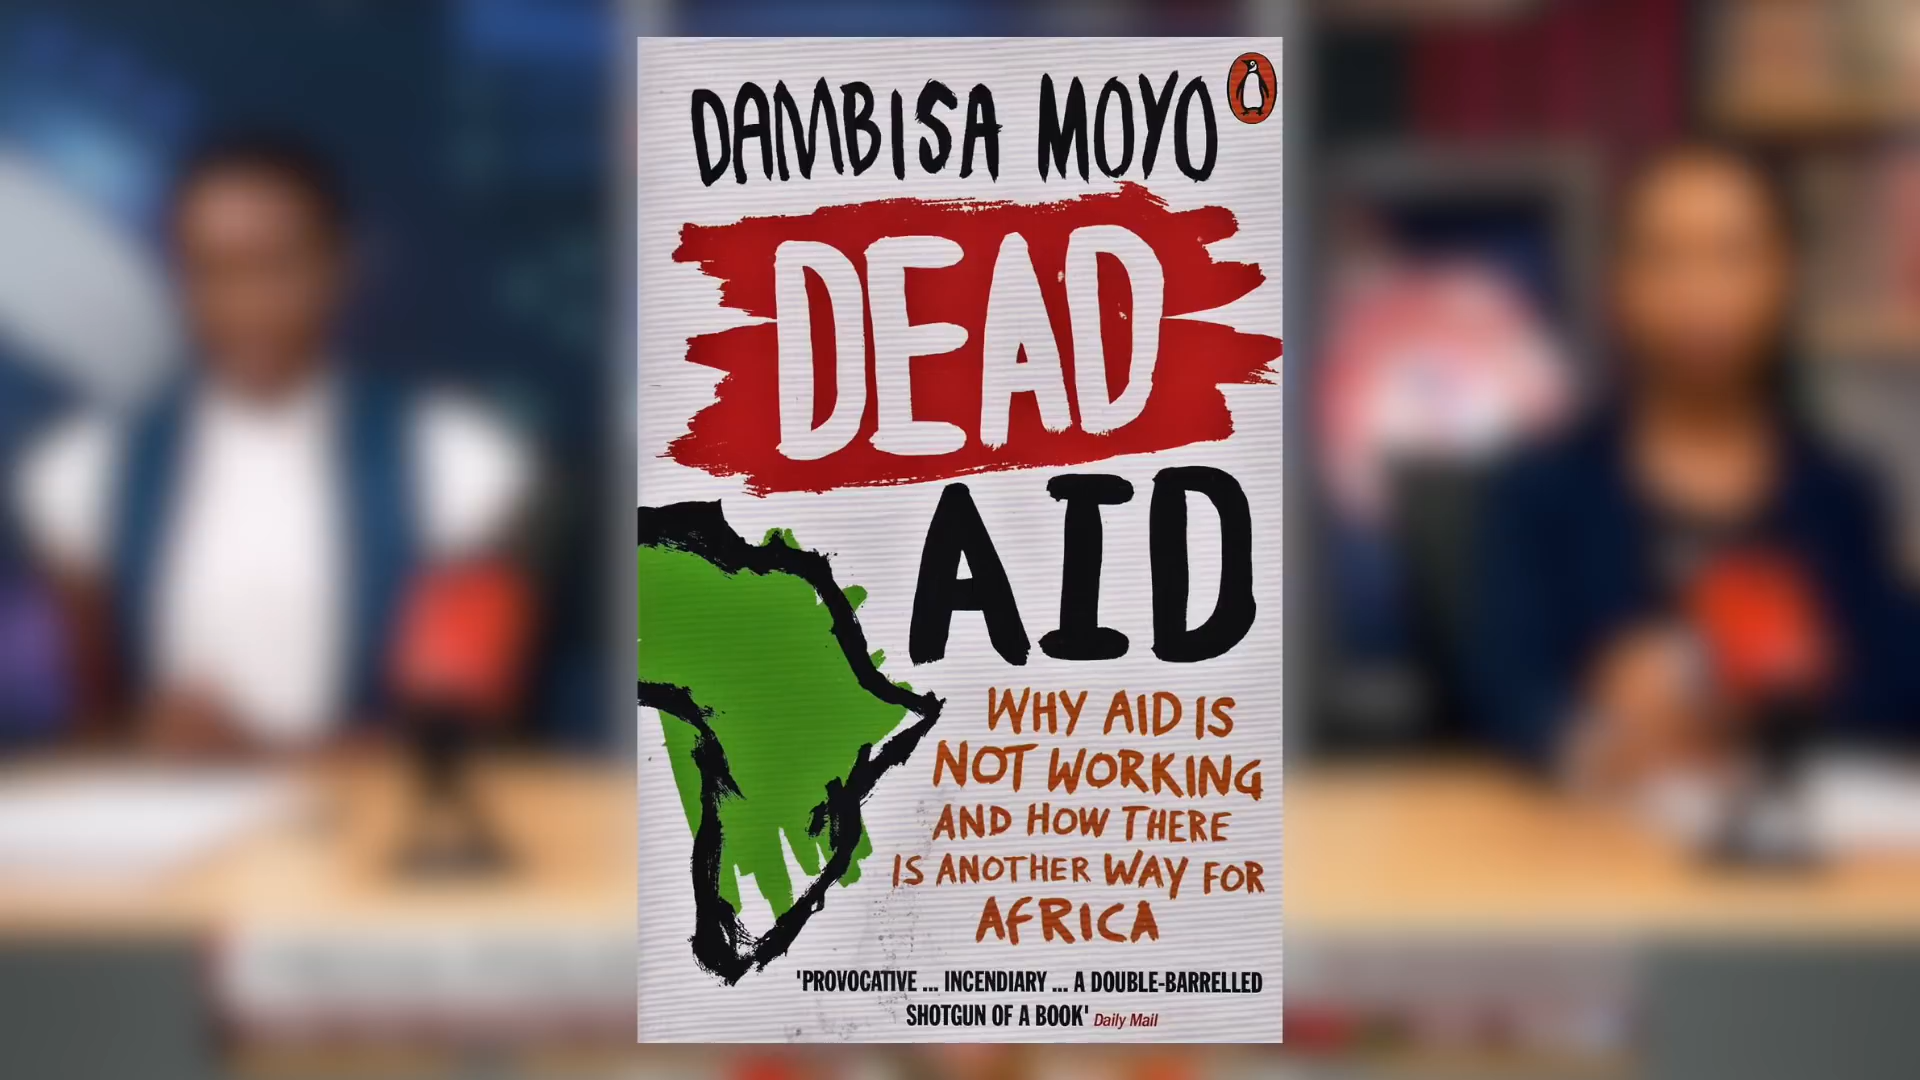 DAMBISA MOYO
DEAD
AID
WHY AID IS
NOT WORKING
AND HOW THERE
IS ANOTHER WAY FOR
AFRICA
'PROVOCATIVE ... INCENDIARY ... A DOUBLE-BARRELLED
SHOTGUN OF A BOOK' Daily Mail